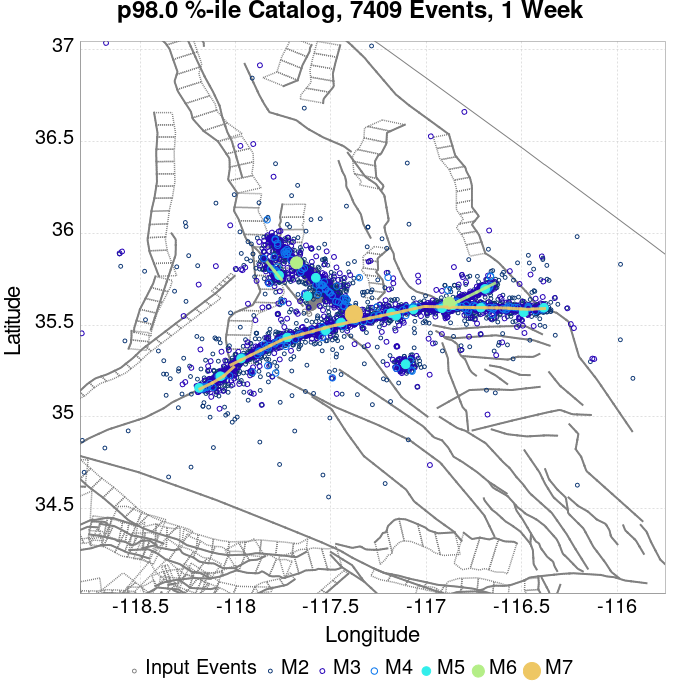 p98.0 %-ile Catalog, 7409 Events, 1 Week
37
36.5
36
35.5
35
34.5
Latitude
-118.5 -118 -117.5 -117 -116.5 -116
Longitude
Input Events M2 M3 M4 M5 M6 M7